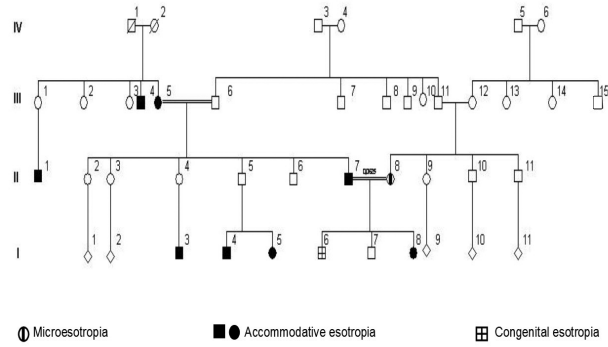 IV 1 2 3 4 5 6
III 1 2 3 4 5 6 7 8 9 10 11 12 13 14 15
II 1 2 3 4 5 6 7 8 9 10 11
I 1 2 3 4 5 6 7 8 9 10 11
Microesotropia Accommodative esotropia Congenital esotropia